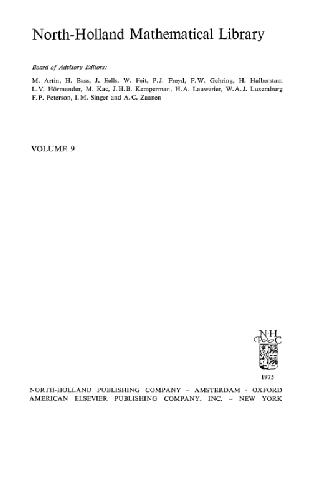 North-Holland Mathematical Library
Board of Advisory Editors:
M. Artin, H. Bass, J. Eells, W. Feit, P.J. Freyd, F.W. Gehring, H. Halberstam,
L.V. Hörmander, M. Kac, J.H.B. Kemperman, H.A. Lauwerier, W.A.J. Luxemburg
F.P. Peterson, I.M. Singer and A.C. Zaanen
VOLUME 9
NH
PC
1975
NORTH-HOLLAND PUBLISHING COMPANY – AMSTERDAM · OXFORD
AMERICAN ELSEVIER PUBLISHING COMPANY, INC. – NEW YORK